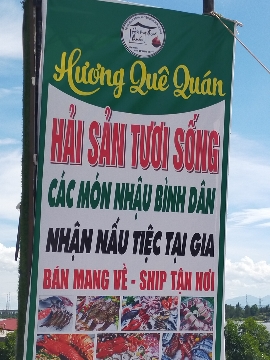 Hương Quê Quán
HẢI SẢN TƯƠI SỐNG
CÁC MÓN NHẬU BÌNH DÂN
NHẬN NẤU TIỆC TẠI GIA
BÁN MANG VỀ - SHIP TẬN NƠI